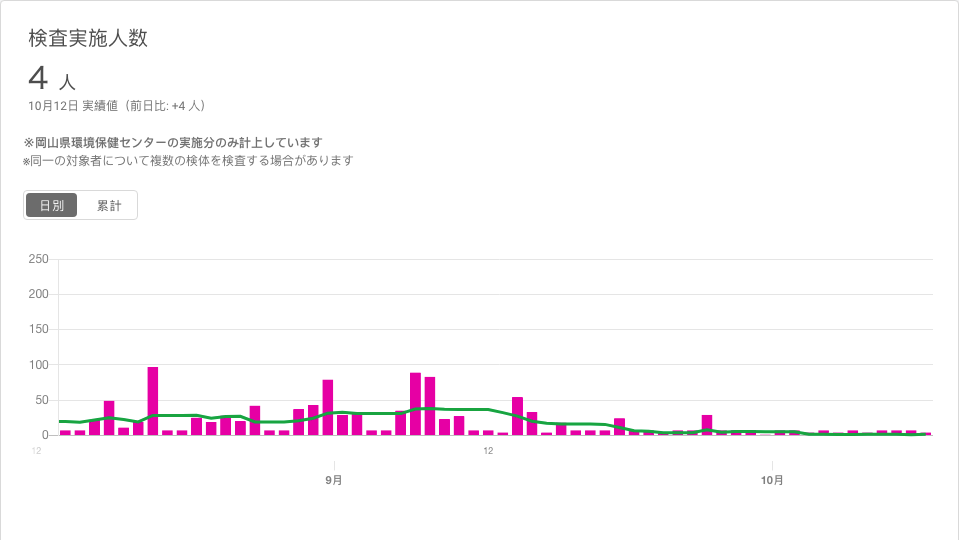 検査実施人数
4 人
10月12日 実績値（前日比: +4 人）
※岡山県環境保健センターの実施分のみ計上しています
※同一の対象者について複数の検体を検査する場合があります
日別 累計
250
200
150
100
50
0
12 12
9月 10月